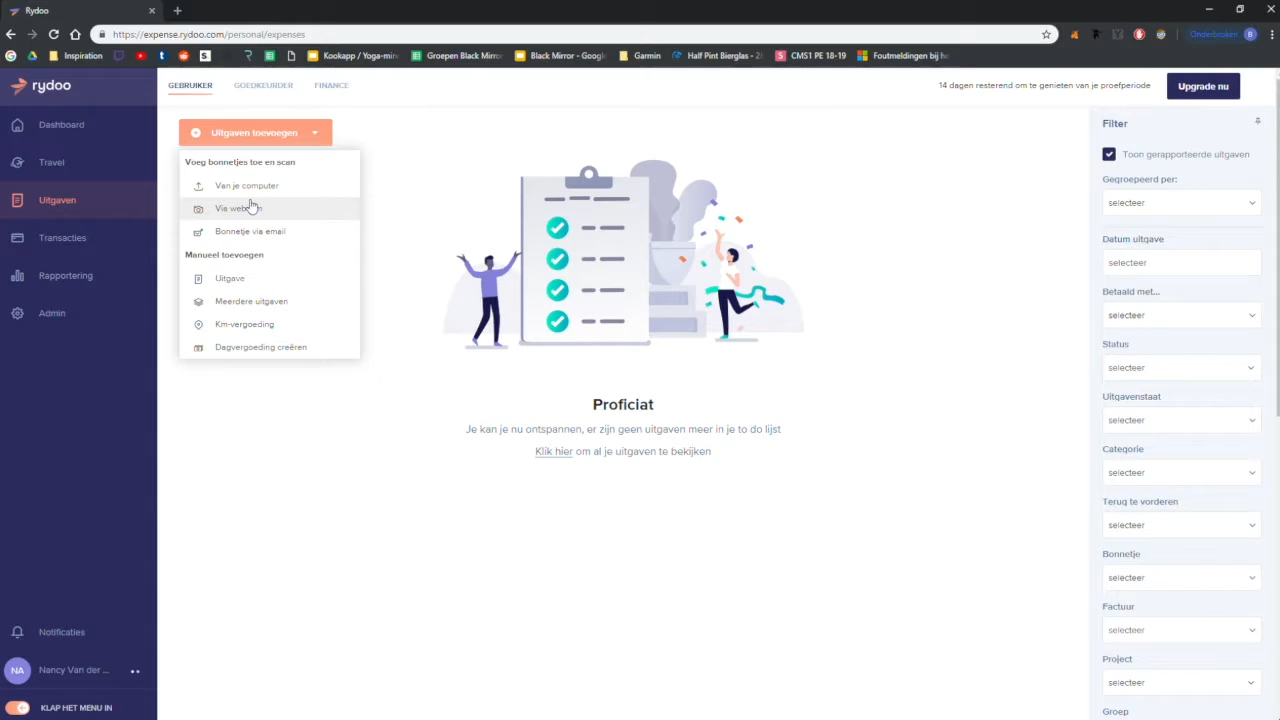 Rydoo
https://expense.rydoo.com/personal/expenses
Onderbroken B
Inspiration
Kookapp / Yoga-min
Groepen Black Mirror
Black Mirror - Google
Garmin
Half Pint Bierglas - 28
CMS1 PE 18-19
Foutmeldingen bij he
rydoo
GEBRUIKER GOEDKEURDER FINANCE
14 dagen resterend om te genieten van je proefperiode
Upgrade nu
Dashboard
Travel
Uitgaven
Transacties
Rapportering
Admin
Notificaties
NA Nancy Van der ...
KLAP HET MENU IN
Uitgaven toevoegen
Voeg bonnetjes toe en scan
Van je computer
Via
Bonnetje via email
Manueel toevoegen
Uitgave
Meerdere uitgaven
Km-vergoeding
Dagvergoeding creëren
Proficiat
Je kan je nu ontspannen, er zijn geen uitgaven meer in je to do lijst
Klik hier om al je uitgaven te bekijken
Filter
Toon gerapporteerde uitgaven
Gegroepeerd per:
selecteer
Datum uitgave
selecteer
Betaald met...
selecteer
Status
selecteer
Uitgavenstaat
selecteer
Categorie
selecteer
Terug te vorderen
selecteer
Bonnetje
selecteer
Factuur
selecteer
Project
selecteer
Groep